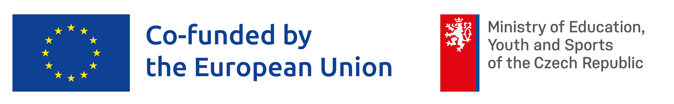 Co-funded by
the European Union
Ministry of Education,
Youth and Sports
of the Czech Republic